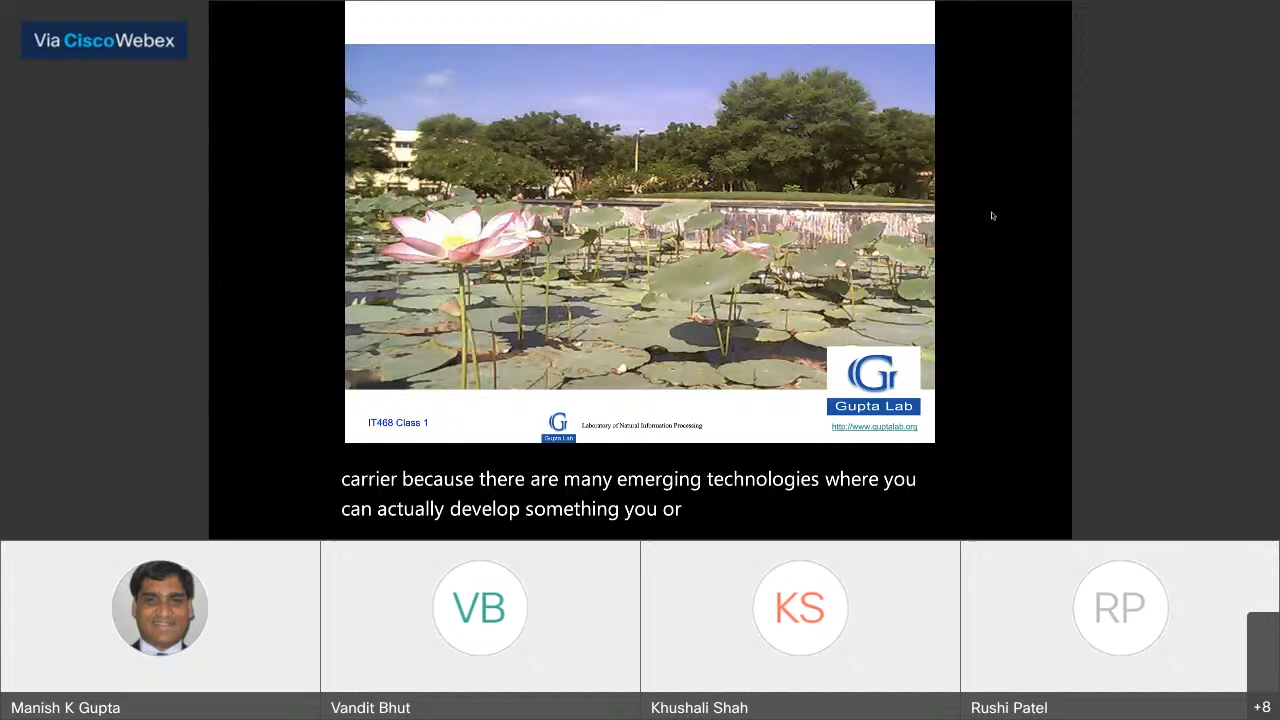 Via CiscoWebex
G
Gupta Lab
IT468 Class 1
G
Gupta Lab
Laboratory of Natural Information Processing
http://www.guptalab.org
carrier because there are many emerging technologies where you
can actually develop something you or
VB
KS
RP
Manish K Gupta
Vandit Bhut
Khushali Shah
Rushi Patel
+8